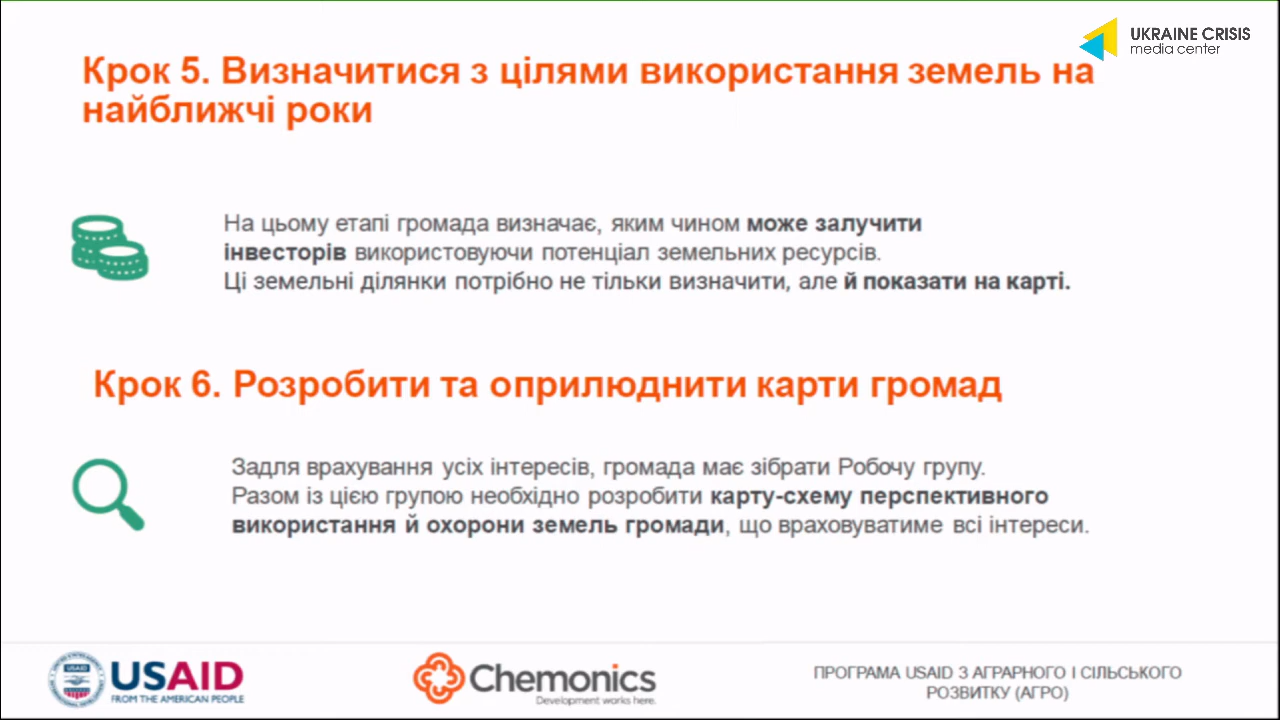 UKRAINE CRISIS
media center
Крок 5. Визначитися з цілями використання земель на
найближчі роки
На цьому етапі громада визначає, яким чином може залучити
інвесторів використовуючи потенціал земельних ресурсів.
Ці земельні ділянки потрібно не тільки визначити, але й показати на карті.
Крок 6. Розробити та оприлюднити карти громад
Задля врахування усіх інтересів, громада має зібрати Робочу групу.
Разом із цією групою необхідно розробити карту-схему перспективного
використання й охорони земель громади, що враховуватиме всі інтереси.
USAID
FROM THE AMERICAN PEOPLE
Chemonics
Development works here.
ПРОГРАМА USAID З АГРАРНОГО І СІЛЬСЬКОГО
РОЗВИТКУ (АГРО)